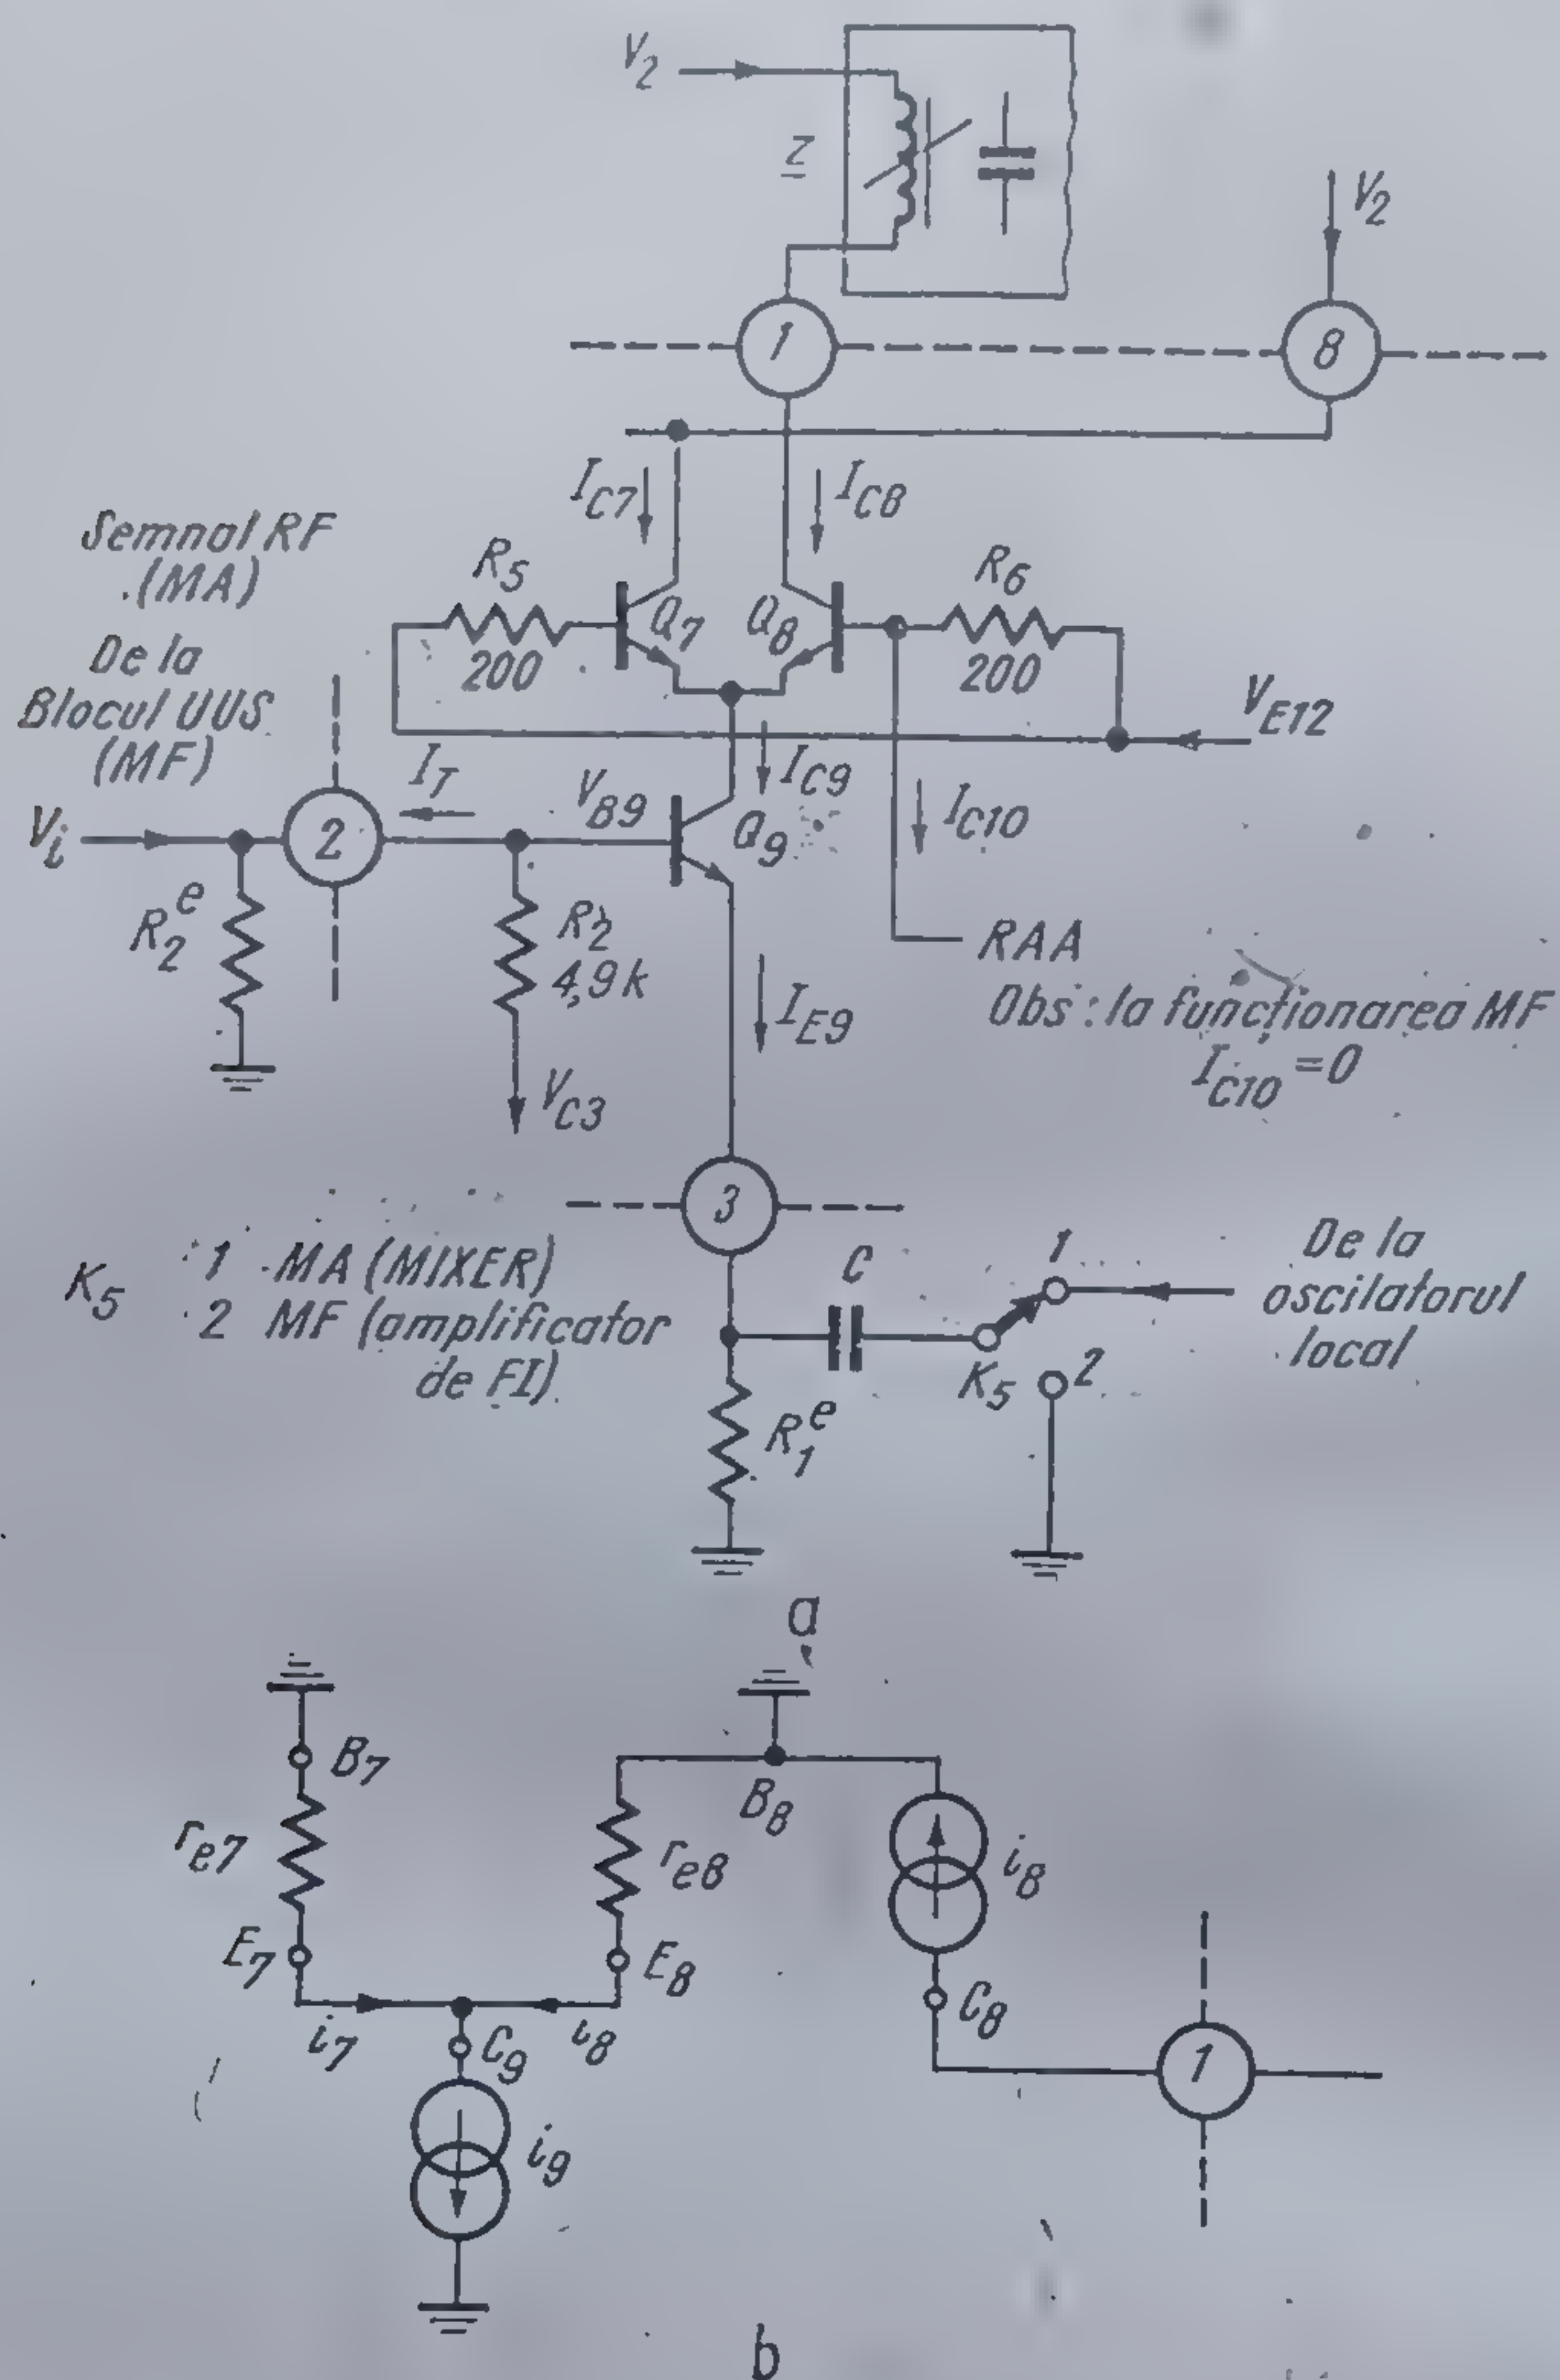 V2
Z
V2
1
8
IC7
IC8
Semnal RF
(MA)
R5
200
Q7
Q8
R6
200
De la
Blocul UUS
(MF)
VE12
IT
VB9
IC9
IC10
Vi
2
Q9
R2e
R2
4,9k
RAA
Obs: la funcționarea MF
IC10 = 0
IE9
VC3
3
K5
1 - MA (MIXER)
2 MF (amplificator
de FI)
C
1
De la
oscilatorul
local
K5
2
R1e
a
B7
B8
re7
re8
i8
E7
E8
C8
i7
C9
i8
1
i9
b